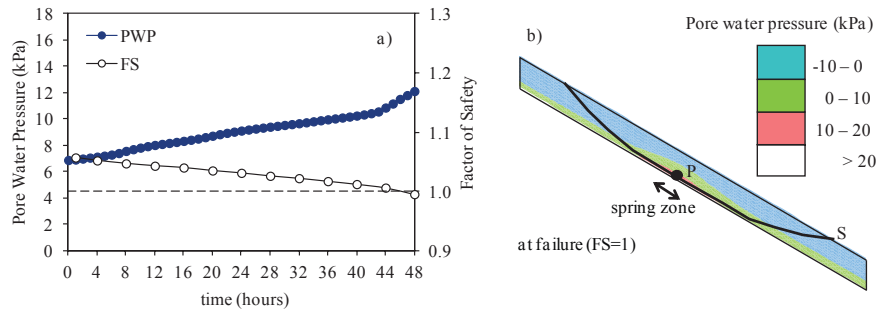 18
16
14
12
10
8
6
4
2
0
Pore Water Pressure (kPa)
PWP
FS
a)
1.3
1.2
1.1
1.0
0.9
Factor of Safety
0 4 8 12 16 20 24 28 32 36 40 44 48
time (hours)
b)
Pore water pressure (kPa)
-10 – 0
0 – 10
10 – 20
> 20
P
spring zone
S
at failure (FS=1)